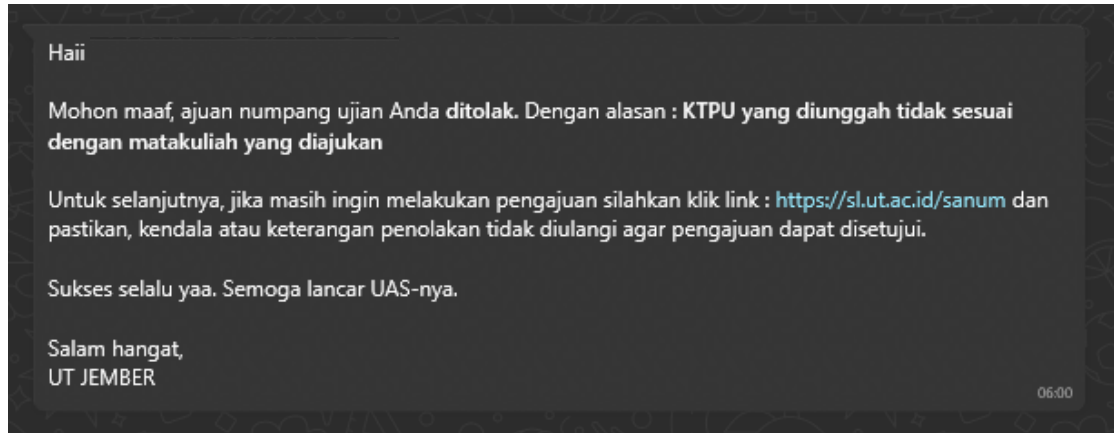 Haii
Mohon maaf, ajuan numpang ujian Anda ditolak. Dengan alasan : KTPU yang diunggah tidak sesuai
dengan matakuliah yang diajukan
Untuk selanjutnya, jika masih ingin melakukan pengajuan silahkan klik link : https://sl.ut.ac.id/sanum dan
pastikan, kendala atau keterangan penolakan tidak diulangi agar pengajuan dapat disetujui.
Sukses selalu yaa. Semoga lancar UAS-nya.
Salam hangat,
UT JEMBER
06:00